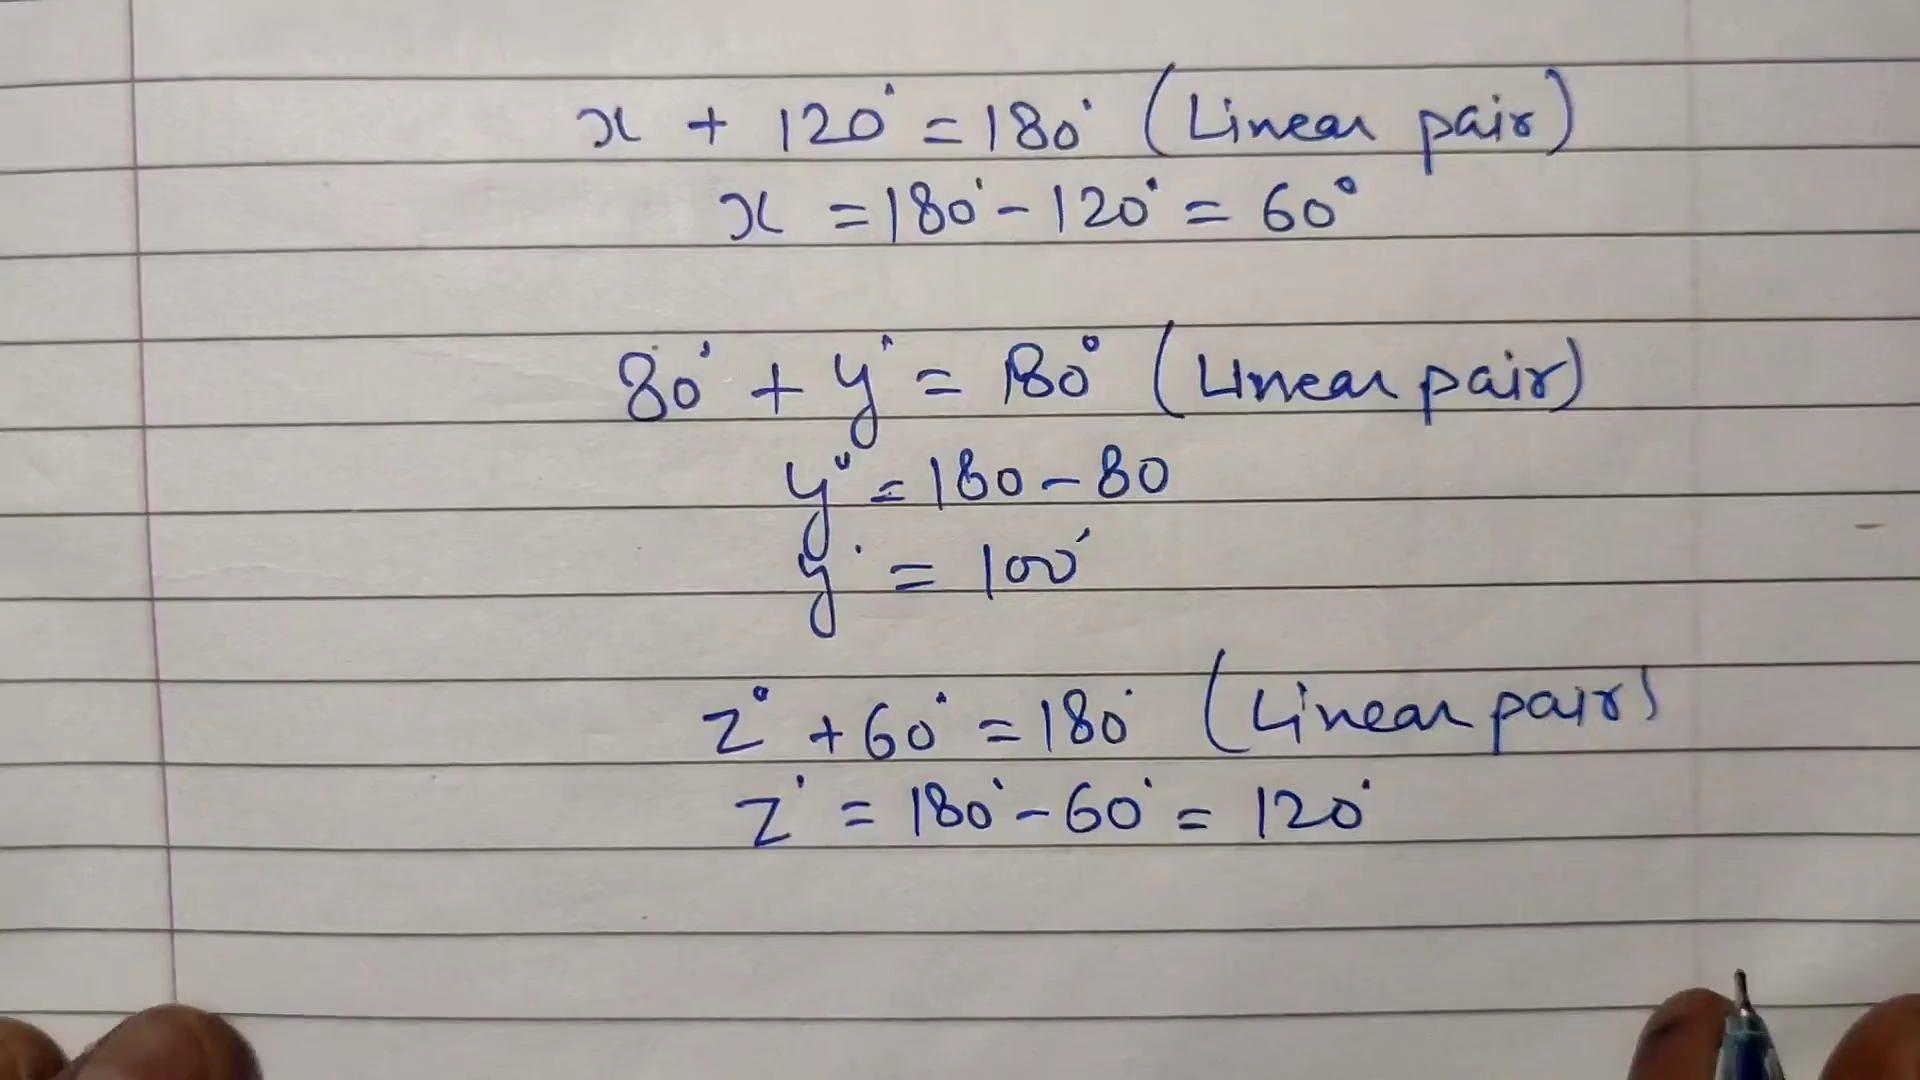 x + 120° = 180° (Linear pair)
x = 180° - 120° = 60°
80° + y° = 180° (Linear pair)
y° = 180 - 80
y° = 100°
z° + 60° = 180° (Linear pair)
z° = 180° - 60° = 120°